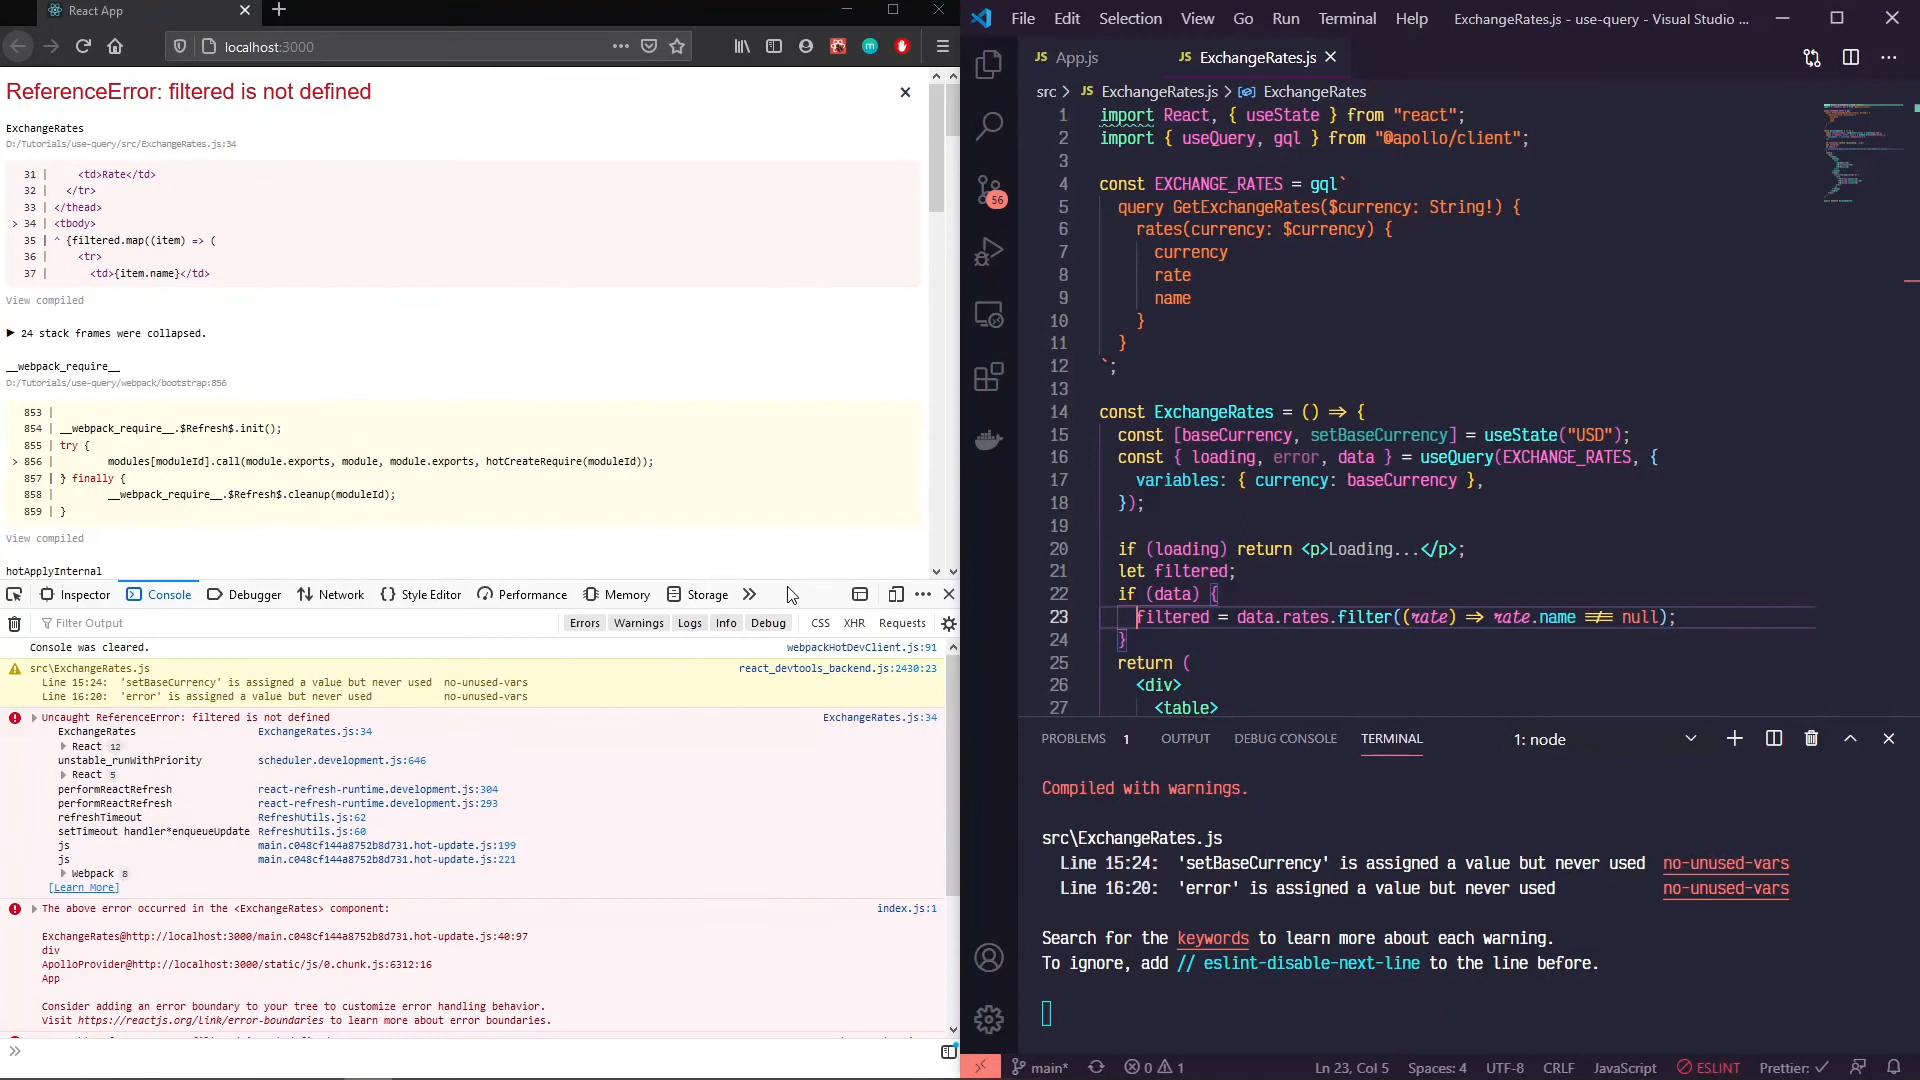 React App
localhost:3000
ReferenceError: filtered is not defined
ExchangeRates
D:/Tutorials/use-query/src/ExchangeRates.js:34
31 | <td>Rate</td>
32 | </tr>
33 | </thead>
> 34 | <tbody>
35 | ^ {filtered.map((item) => (
36 | <tr>
37 | <td>{item.name}</td>
View compiled
▶ 24 stack frames were collapsed.
__webpack_require__
D:/Tutorials/use-query/webpack/bootstrap:856
853 |
854 | __webpack_require__.$Refresh$.init();
855 | try {
> 856 | modules[moduleId].call(module.exports, module, module.exports, hotCreateRequire(moduleId));
857 | } finally {
858 | __webpack_require__.$Refresh$.cleanup(moduleId);
859 | }
View compiled
hotApplyInternal
Inspector Console Debugger Network Style Editor Performance Memory Storage
Filter Output Errors Warnings Logs Info Debug CSS XHR Requests
Console was cleared. webpackHotDevClient.js:91
src\ExchangeRates.js react_devtools_backend.js:2430:23
Line 15:24: 'setBaseCurrency' is assigned a value but never used no-unused-vars
Line 16:20: 'error' is assigned a value but never used no-unused-vars
Uncaught ReferenceError: filtered is not defined ExchangeRates.js:34
ExchangeRates ExchangeRates.js:34
React 12
unstable_runWithPriority scheduler.development.js:646
React 5
performReactRefresh react-refresh-runtime.development.js:304
performReactRefresh react-refresh-runtime.development.js:293
refreshTimeout RefreshUtils.js:62
setTimeout handler*enqueueUpdate RefreshUtils.js:60
js main.c048cf144a8752b8d731.hot-update.js:199
js main.c048cf144a8752b8d731.hot-update.js:221
Webpack 8
[Learn More]
The above error occurred in the <ExchangeRates> component: index.js:1
ExchangeRates@http://localhost:3000/main.c048cf144a8752b8d731.hot-update.js:40:97
div
ApolloProvider@http://localhost:3000/static/js/0.chunk.js:6312:16
App
Consider adding an error boundary to your tree to customize error handling behavior.
Visit https://reactjs.org/link/error-boundaries to learn more about error boundaries.
File Edit Selection View Go Run Terminal Help ExchangeRates.js - use-query - Visual Studio ...
JS App.js JS ExchangeRates.js
src > JS ExchangeRates.js > ExchangeRates
56
1 import React, { useState } from "react";
2 import { useQuery, gql } from "@apollo/client";
3
4 const EXCHANGE_RATES = gql`
5 query GetExchangeRates($currency: String!) {
6 rates(currency: $currency) {
7 currency
8 rate
9 name
10 }
11 }
12 `;
13
14 const ExchangeRates = () => {
15 const [baseCurrency, setBaseCurrency] = useState("USD");
16 const { loading, error, data } = useQuery(EXCHANGE_RATES, {
17 variables: { currency: baseCurrency },
18 });
19
20 if (loading) return <p>Loading...</p>;
21 let filtered;
22 if (data) {
23 filtered = data.rates.filter((rate) => rate.name !== null);
24 }
25 return (
26 <div>
27 <table>
PROBLEMS 1 OUTPUT DEBUG CONSOLE TERMINAL 1: node
Compiled with warnings.
src\ExchangeRates.js
Line 15:24: 'setBaseCurrency' is assigned a value but never used no-unused-vars
Line 16:20: 'error' is assigned a value but never used no-unused-vars
Search for the keywords to learn more about each warning.
To ignore, add // eslint-disable-next-line to the line before.
main* 0 1 Ln 23, Col 5 Spaces: 4 UTF-8 CRLF JavaScript ESLINT Prettier: ✓